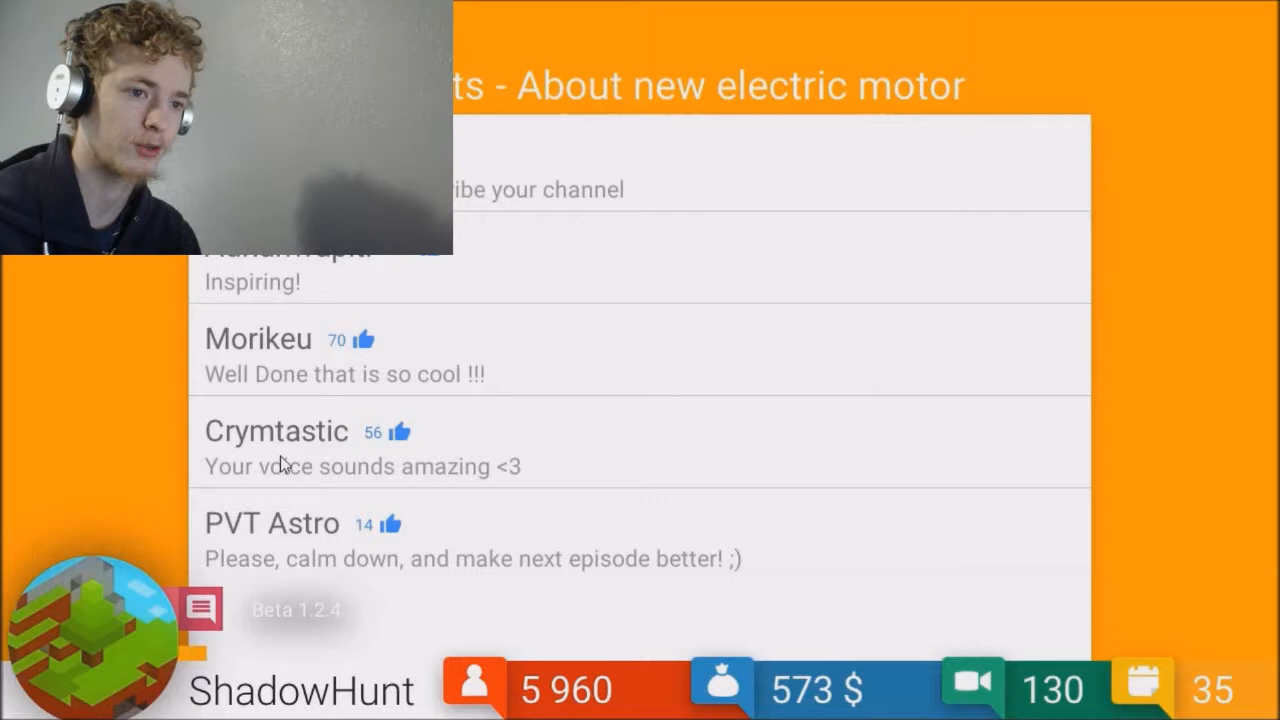 ts - About new electric motor
ibe your channel
Inspiring!
Morikeu 70
Well Done that is so cool !!!
Crymtastic 56
Your voice sounds amazing <3
PVT Astro 14
Please, calm down, and make next episode better! ;)
Beta 1.2.4
ShadowHunt 5 960 573 $ 130 35